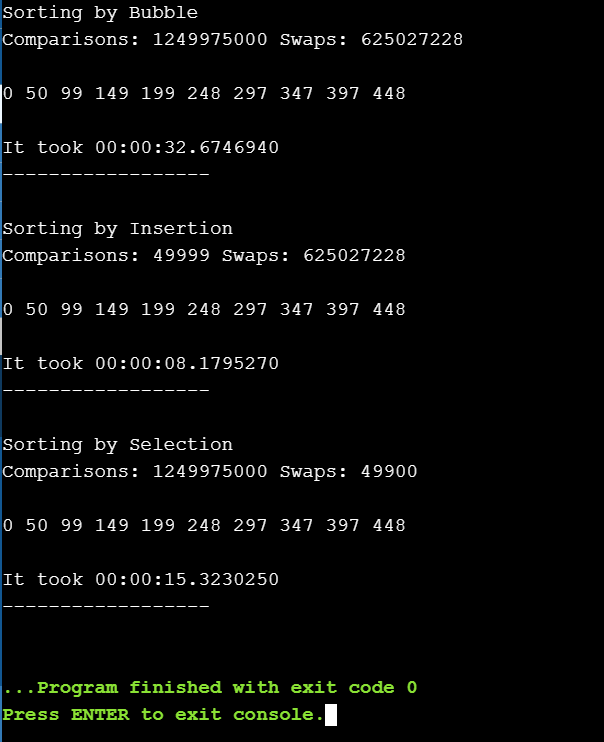 Sorting by Bubble
Comparisons: 1249975000 Swaps: 625027228
0 50 99 149 199 248 297 347 397 448
It took 00:00:32.6746940
------------------
Sorting by Insertion
Comparisons: 49999 Swaps: 625027228
0 50 99 149 199 248 297 347 397 448
It took 00:00:08.1795270
------------------
Sorting by Selection
Comparisons: 1249975000 Swaps: 49900
0 50 99 149 199 248 297 347 397 448
It took 00:00:15.3230250
------------------
...Program finished with exit code 0
Press ENTER to exit console.